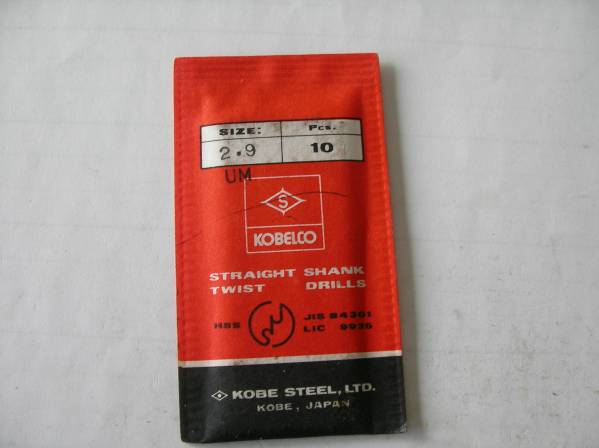 SIZE: Pcs.
2.9 10
UM
S
KOBELCO
STRAIGHT SHANK
TWIST DRILLS
HSS JIS B4301
LIC 9935
KOBE STEEL, LTD.
KOBE, JAPAN